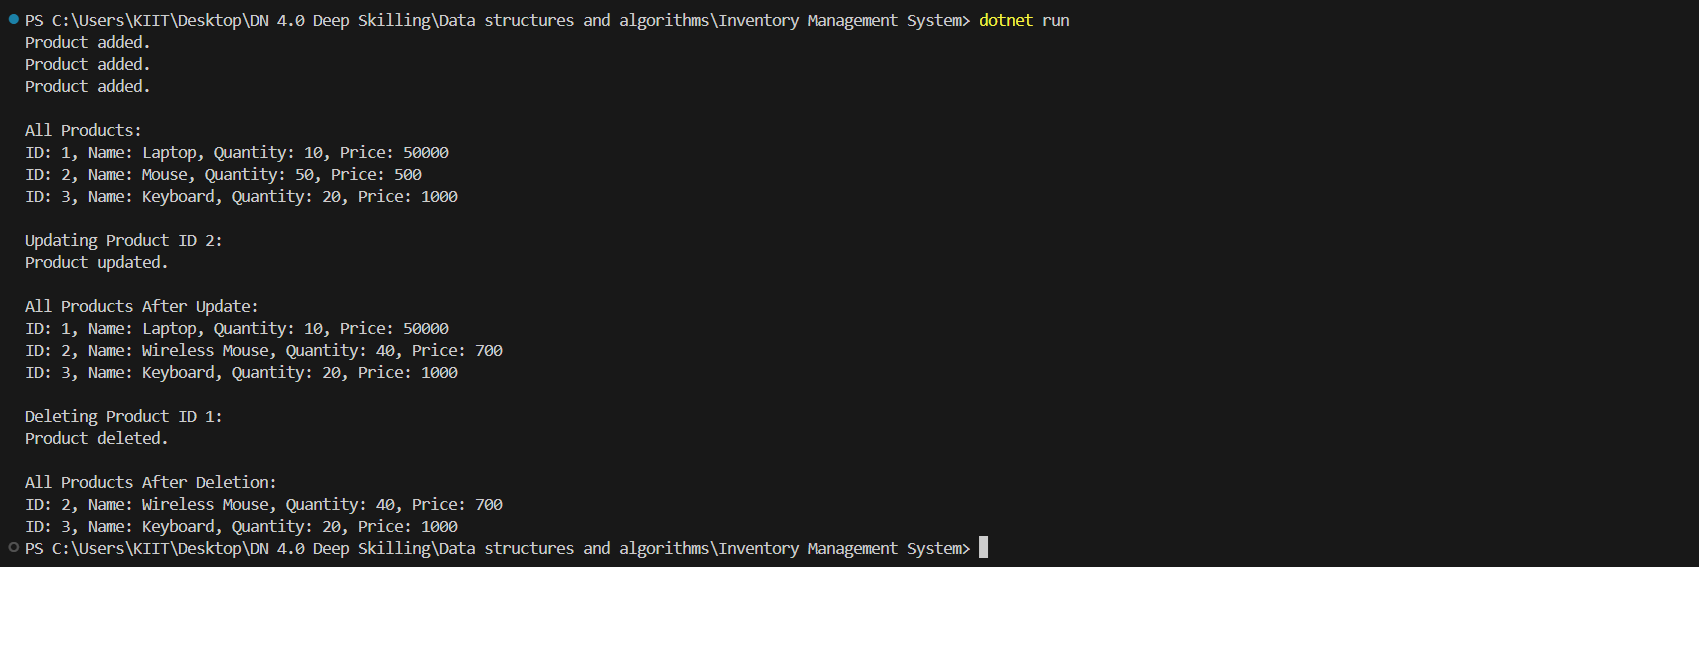 PS C:\Users\KIIT\Desktop\DN 4.0 Deep Skilling\Data structures and algorithms\Inventory Management System> dotnet run
Product added.
Product added.
Product added.
All Products:
ID: 1, Name: Laptop, Quantity: 10, Price: 50000
ID: 2, Name: Mouse, Quantity: 50, Price: 500
ID: 3, Name: Keyboard, Quantity: 20, Price: 1000
Updating Product ID 2:
Product updated.
All Products After Update:
ID: 1, Name: Laptop, Quantity: 10, Price: 50000
ID: 2, Name: Wireless Mouse, Quantity: 40, Price: 700
ID: 3, Name: Keyboard, Quantity: 20, Price: 1000
Deleting Product ID 1:
Product deleted.
All Products After Deletion:
ID: 2, Name: Wireless Mouse, Quantity: 40, Price: 700
ID: 3, Name: Keyboard, Quantity: 20, Price: 1000
PS C:\Users\KIIT\Desktop\DN 4.0 Deep Skilling\Data structures and algorithms\Inventory Management System>